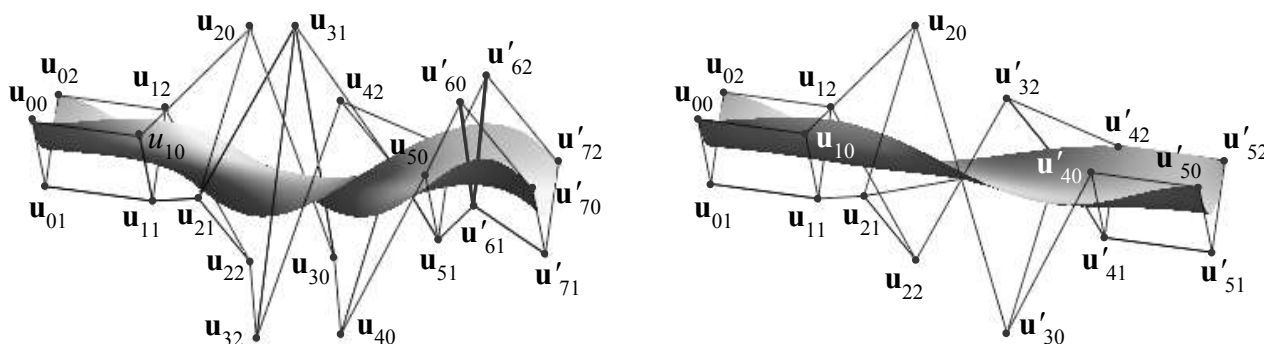 u₂₀ u₃₁ u₂₀
u₀₂ u₁₂ u₄₂ u′₆₀ u′₆₂ u₀₂ u₁₂ u′₃₂
u₀₀ u₁₀ u₅₀ u′₇₂ u₀₀ u₁₀ u′₄₂ u′₅₂
u′₇₀ u′₄₀ u′₅₀
u₀₁ u₁₁ u₂₁ u′₆₁ u₀₁ u₁₁ u₂₁
u₂₂ u₃₀ u₅₁ u′₇₁ u₂₂ u′₄₁ u′₅₁
u₃₂ u₄₀ u′₃₀